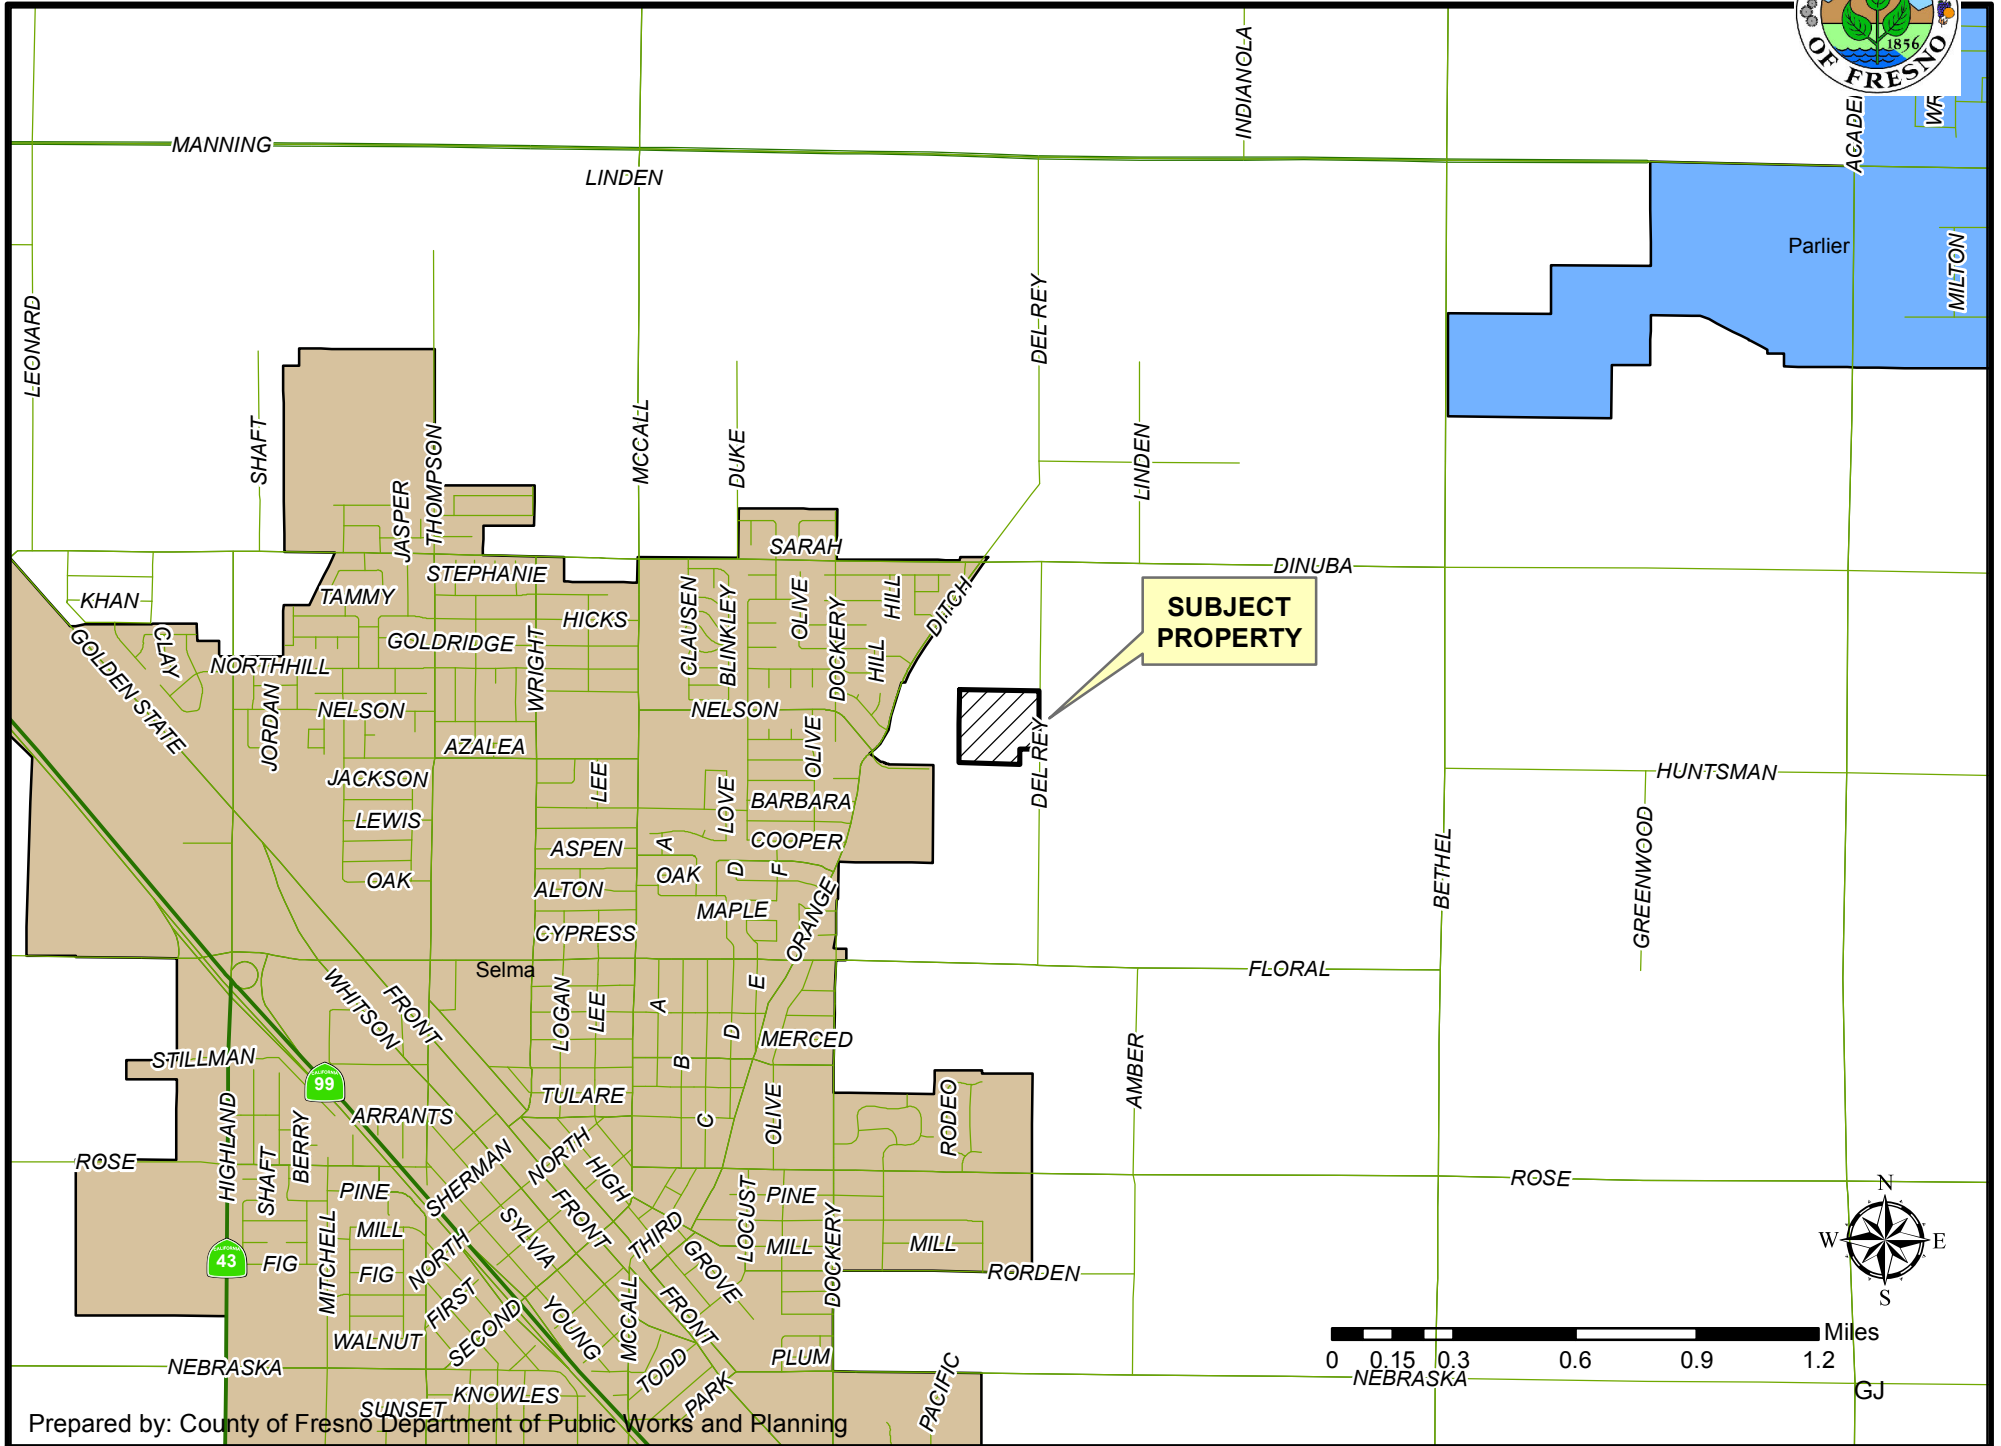 1856
OF FRESNO
INDIANOLA
MANNING
LINDEN
WR
ACADE
Parlier
MILTON
LEONARD
DEL REY
SHAFT
MCCALL
DUKE
THOMPSON
JASPER
LINDEN
SARAH
STEPHANIE
DINUBA
KHAN
TAMMY
HICKS
CLAUSEN
BLINKLEY
OLIVE
DOCKERY
HILL
HILL
DITCH
SUBJECT
PROPERTY
CLAY
GOLDEN STATE
NORTHHILL
GOLDRIDGE
WRIGHT
JORDAN
NELSON
NELSON
OLIVE
AZALEA
DEL REY
JACKSON
LEE
LOVE
BARBARA
HUNTSMAN
LEWIS
ASPEN
A
COOPER
GREENWOOD
BETHEL
OAK
ALTON
OAK
D
F
MAPLE
ORANGE
CYPRESS
Selma
FLORAL
WHITSON
FRONT
LOGAN
LEE
A
E
D
MERCED
B
STILLMAN
99
CALIFORNIA
AMBER
TULARE
C
OLIVE
RODEO
HIGHLAND
BERRY
ARRANTS
SHAFT
ROSE
ROSE
SHERMAN
NORTH
HIGH
PINE
PINE
LOCUST
MILL
MITCHELL
SYLVIA
FRONT
THIRD
GROVE
MILL
DOCKERY
MILL
NORTH
CALIFORNIA
43
FIG
FIG
RORDEN
FIRST
SECOND
YOUNG
MCCALL
FRONT
WALNUT
TODD
PLUM
NEBRASKA
KNOWLES
PARK
PACIFIC
SUNSET
NEBRASKA
N
W
E
S
Miles
0 0.15 0.3 0.6 0.9 1.2
GJ
Prepared by: County of Fresno Department of Public Works and Planning